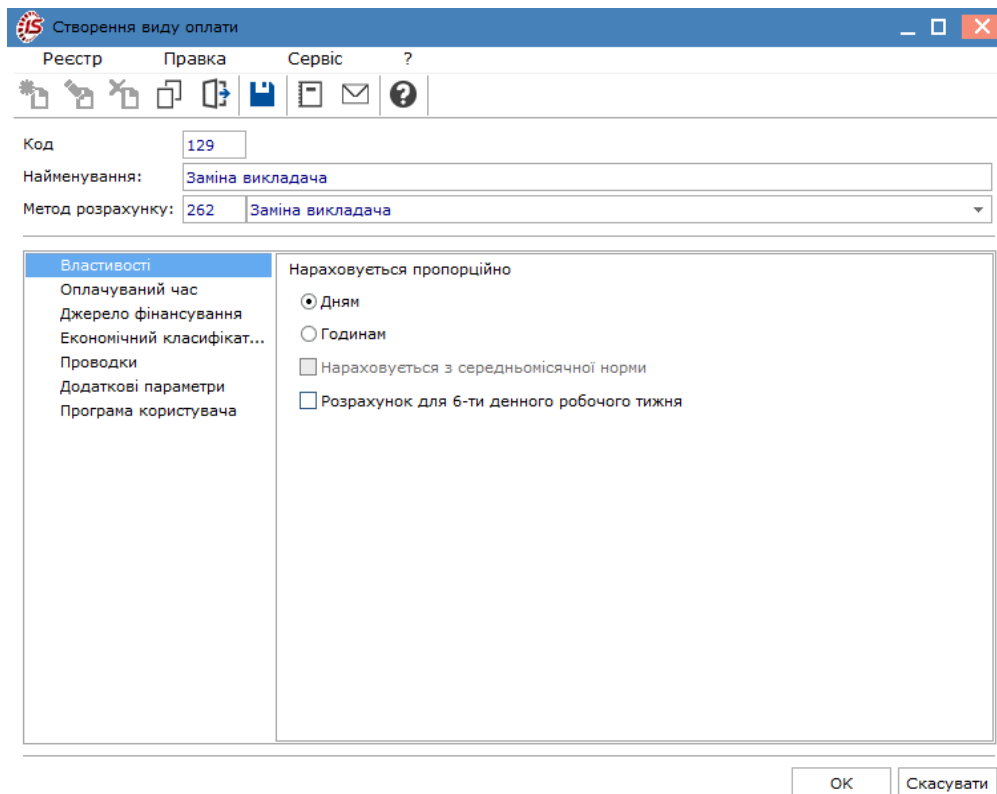 Створення виду оплати
Реєстр Правка Сервіс ?
Код 129
Найменування: Заміна викладача
Метод розрахунку: 262 Заміна викладача
Властивості
Оплачуваний час
Джерело фінансування
Економічний класифікат...
Проводки
Додаткові параметри
Програма користувача
Нараховується пропорційно
Дням
Годинам
Нараховується з середньомісячної норми
Розрахунок для 6-ти денного робочого тижня
OK Скасувати